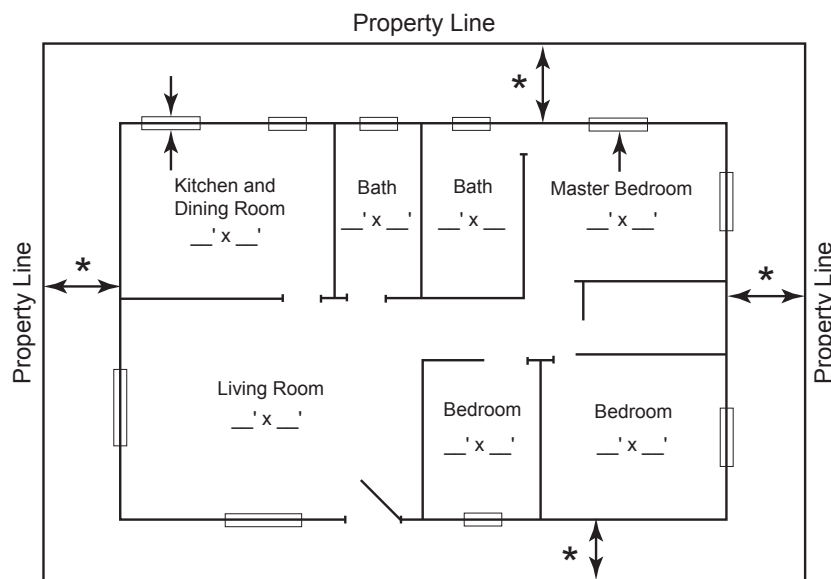 Property Line
*
Kitchen and
Dining Room
__' x __'
Bath
__' x __'
Bath
__' x __
Master Bedroom
__' x __'
*
*
Property Line
Property Line
Living Room
__' x __'
Bedroom
__' x __'
Bedroom
__' x __'
*